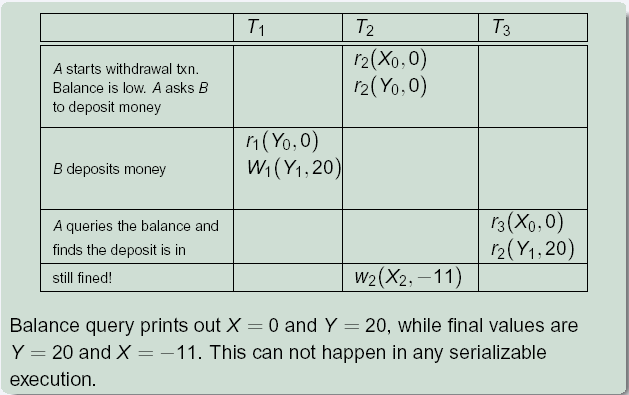 T₁ T₂ T₃
A starts withdrawal txn.
Balance is low. A asks B
to deposit money
r₂(X₀,0)
r₂(Y₀,0)
B deposits money
r₁(Y₀,0)
W₁(Y₁,20)
A queries the balance and
finds the deposit is in
r₃(X₀,0)
r₂(Y₁,20)
still fined!
w₂(X₂,−11)
Balance query prints out X = 0 and Y = 20, while final values are
Y = 20 and X = −11. This can not happen in any serializable
execution.